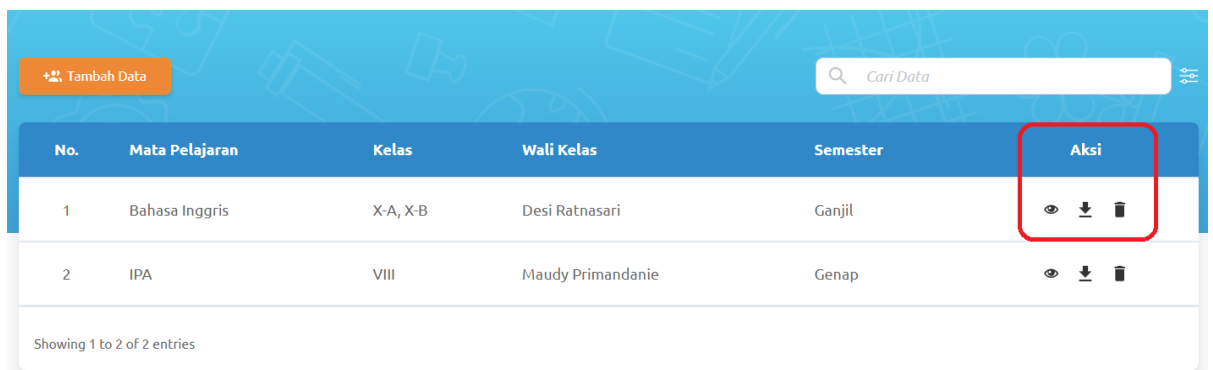 Tambah Data
Cari Data
No. Mata Pelajaran Kelas Wali Kelas Semester Aksi
1 Bahasa Inggris X-A, X-B Desi Ratnasari Ganjil
2 IPA VIII Maudy Primandanie Genap
Showing 1 to 2 of 2 entries